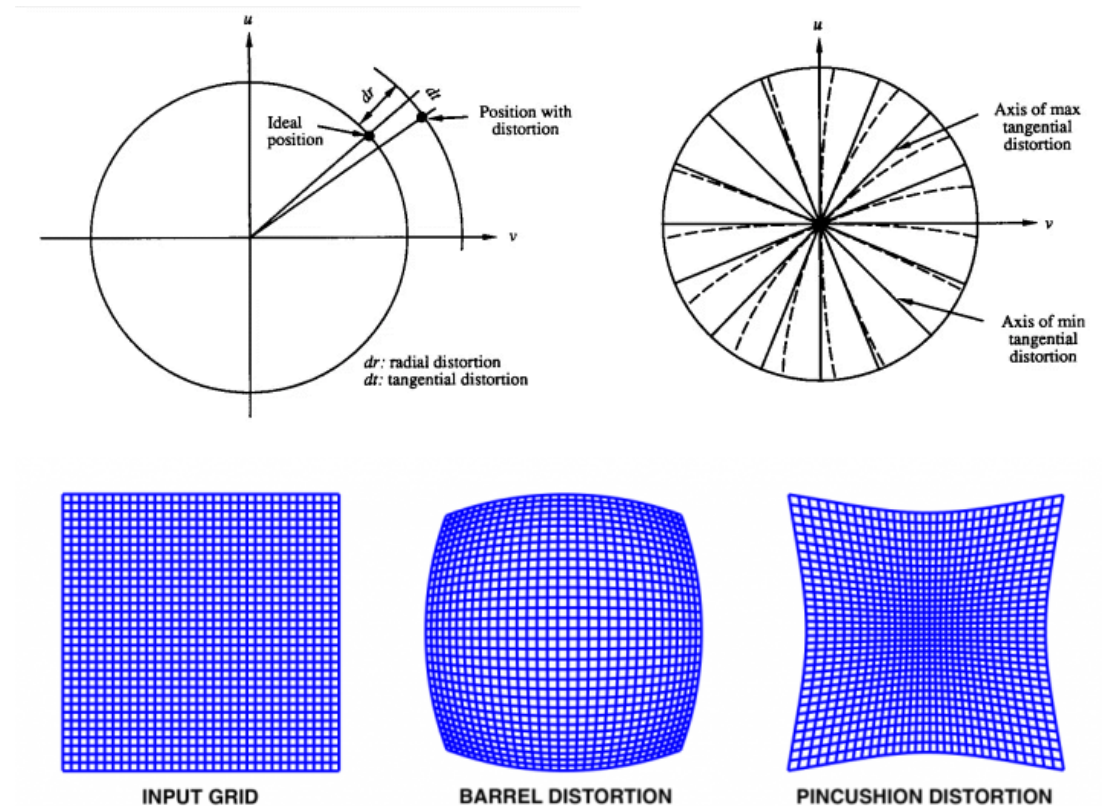 u
dr
dt
Ideal
position
Position with
distortion
v
dr: radial distortion
dt: tangential distortion
u
Axis of max
tangential
distortion
v
Axis of min
tangential
distortion
INPUT GRID
BARREL DISTORTION
PINCUSHION DISTORTION